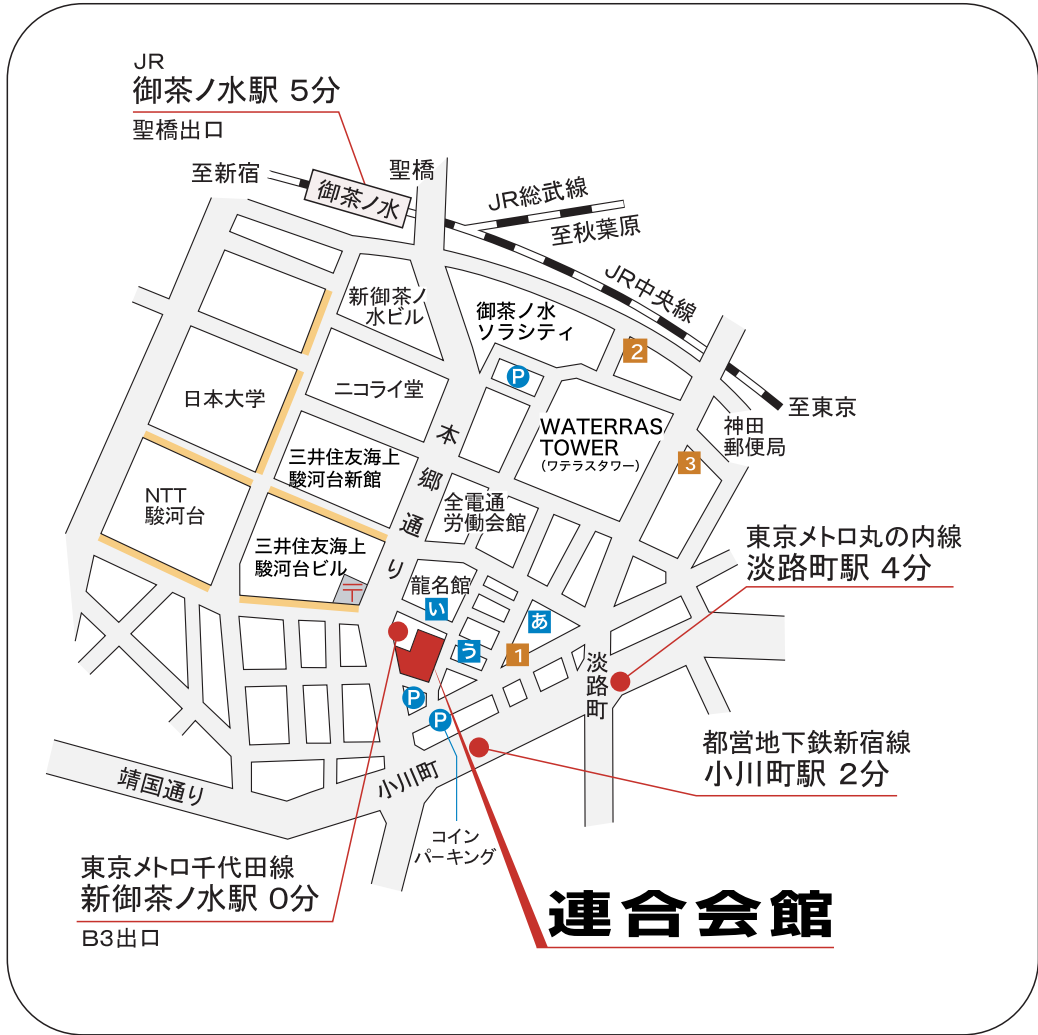 JR
御茶ノ水駅 5分
聖橋出口
至新宿
御茶ノ水
聖橋
JR総武線
至秋葉原
JR中央線
至東京
新御茶ノ
水ビル
御茶ノ水
ソラシティ
2
P
日本大学
ニコライ堂
WATERRAS
TOWER
(ワテラスタワー)
神田
郵便局
3
本郷通り
三井住友海上
駿河台新館
NTT
駿河台
全電通
労働会館
三井住友海上
駿河台ビル
〒
龍名館
い
あ
う
1
東京メトロ丸の内線
淡路町駅 4分
淡路町
P
P
都営地下鉄新宿線
小川町駅 2分
靖国通り
小川町
コイン
パーキング
東京メトロ千代田線
新御茶ノ水駅 0分
B3出口
連合会館